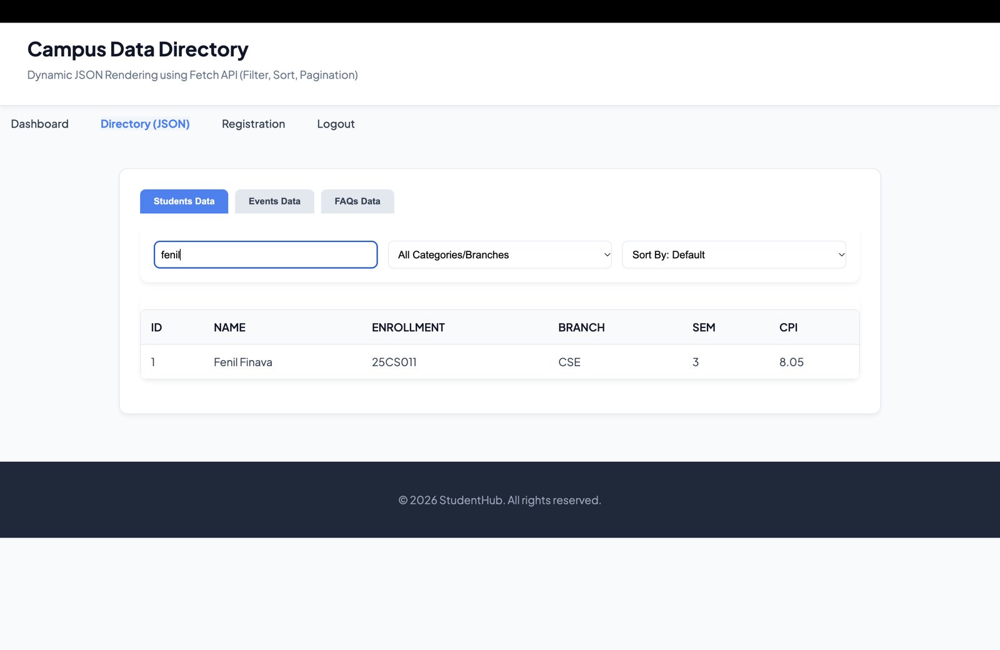 Campus Data Directory
Dynamic JSON Rendering using Fetch API (Filter, Sort, Pagination)
Dashboard Directory (JSON) Registration Logout
Students Data Events Data FAQs Data
fenil All Categories/Branches Sort By: Default
ID NAME ENROLLMENT BRANCH SEM CPI
1 Fenil Finava 25CS011 CSE 3 8.05
© 2026 StudentHub. All rights reserved.